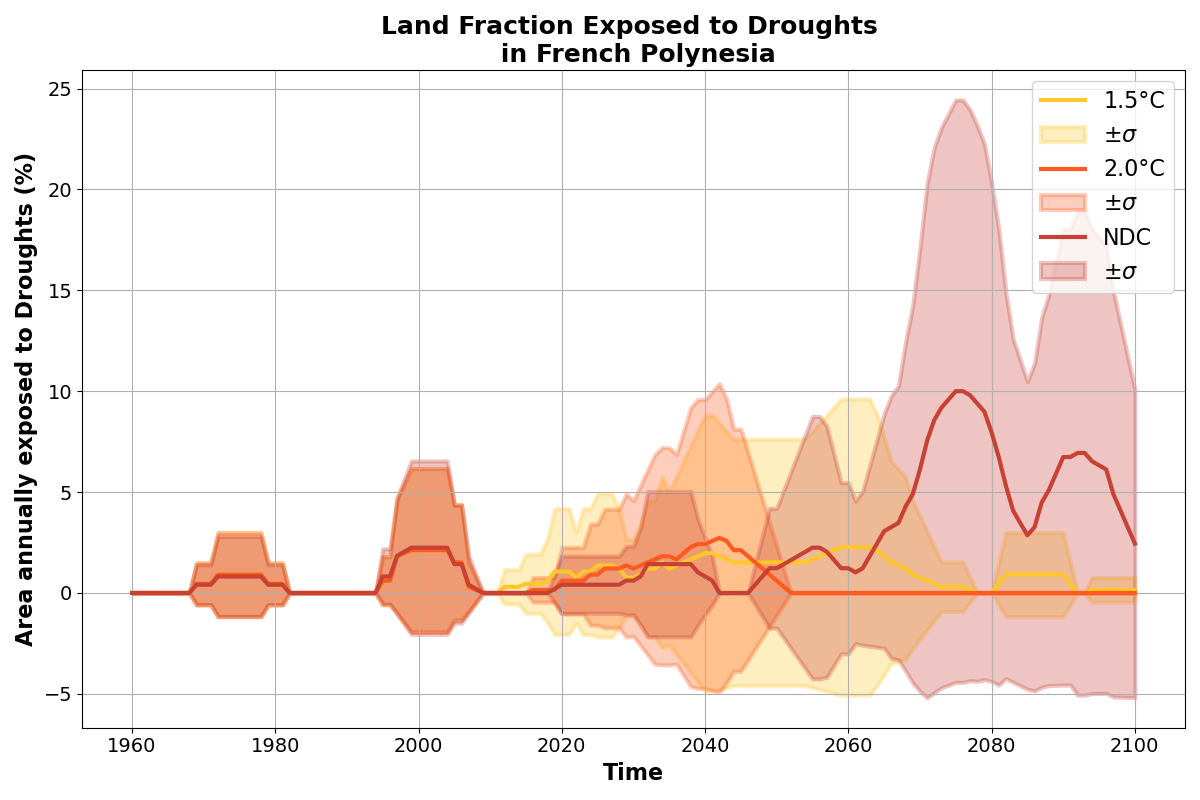 Land Fraction Exposed to Droughts
in French Polynesia
Area annually exposed to Droughts (%)
25
20
15
10
5
0
−5
1.5°C
±σ
2.0°C
±σ
NDC
±σ
1960
1980
2000
2020
2040
2060
2080
2100
Time